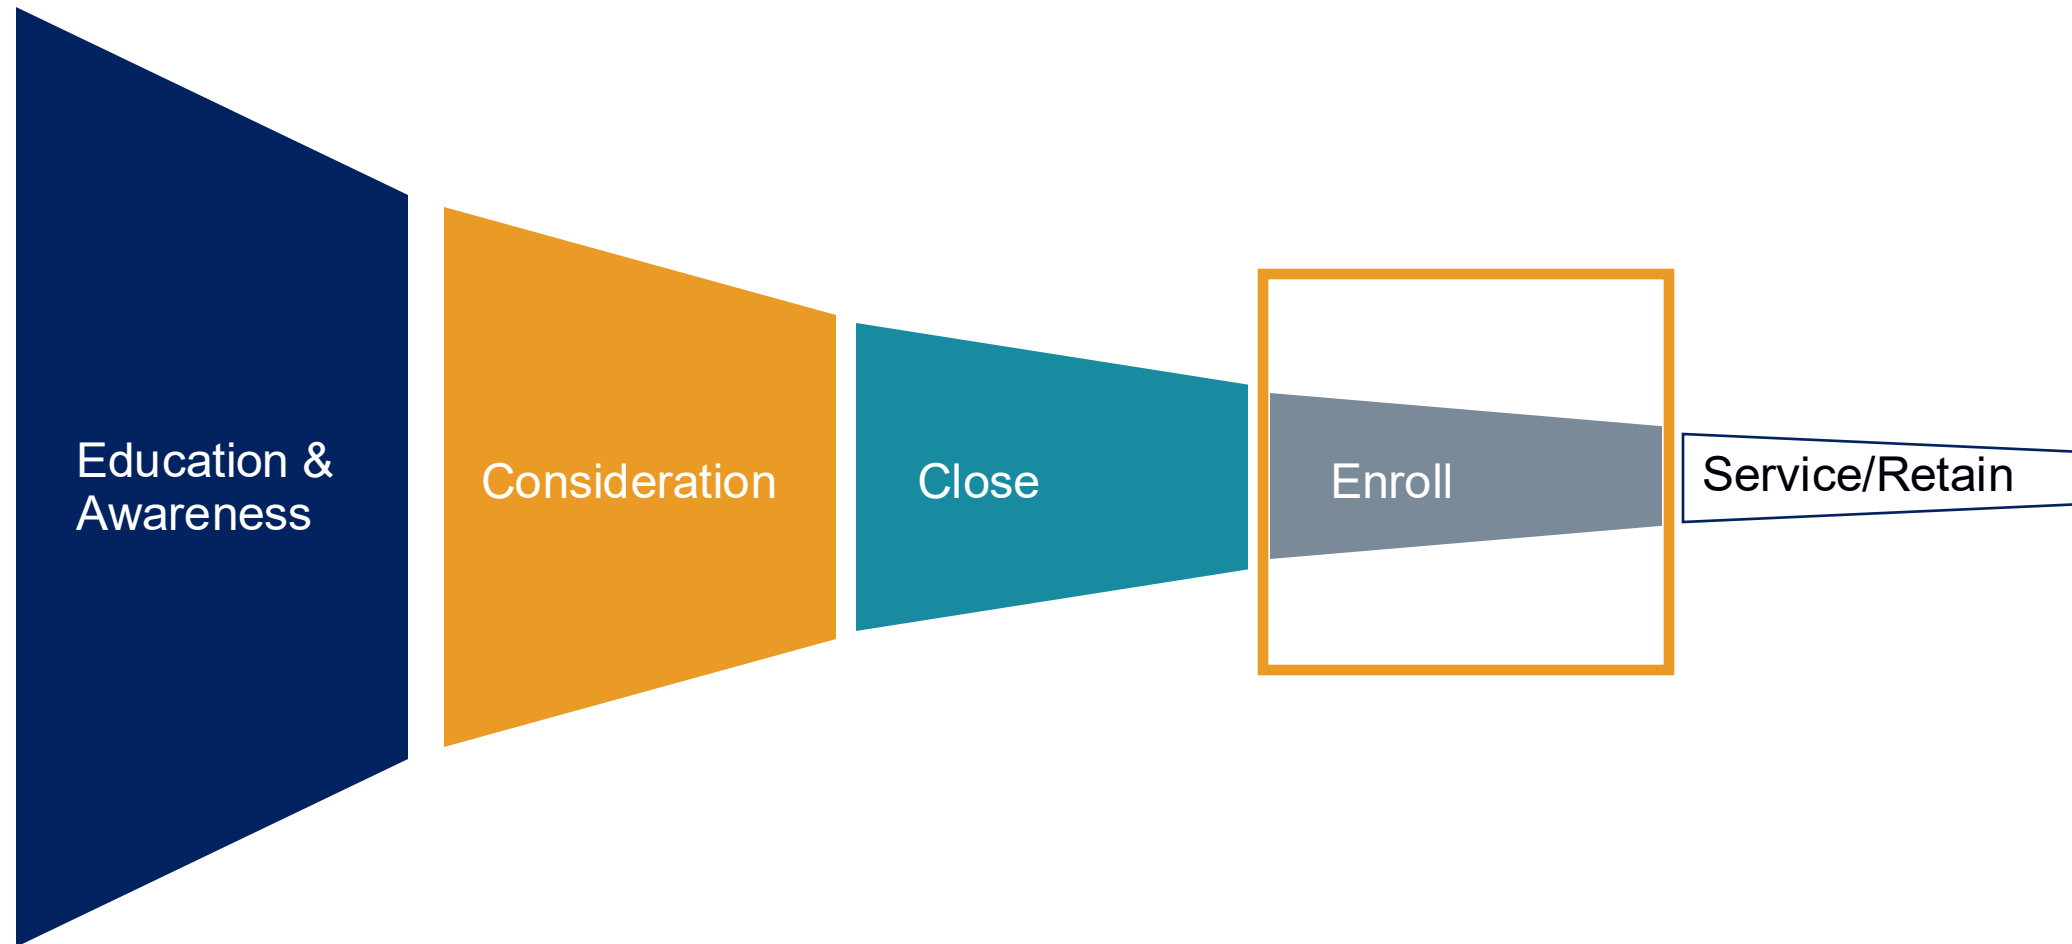 Education &
Awareness
Consideration
Close
Enroll
Service/Retain